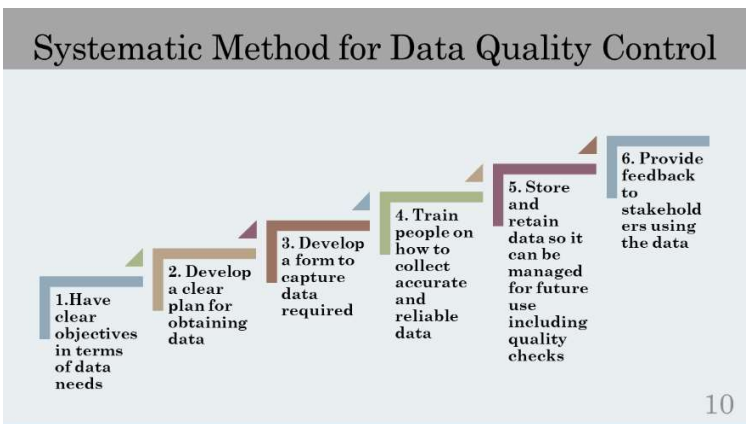 Systematic Method for Data Quality Control
1.Have
clear
objectives
in terms
of data
needs
2. Develop
a clear
plan for
obtaining
data
3. Develop
a form to
capture
data
required
4. Train
people on
how to
collect
accurate
and
reliable
data
5. Store
and
retain
data so it
can be
managed
for future
use
including
quality
checks
6. Provide
feedback
to
stakehold
ers using
the data
10